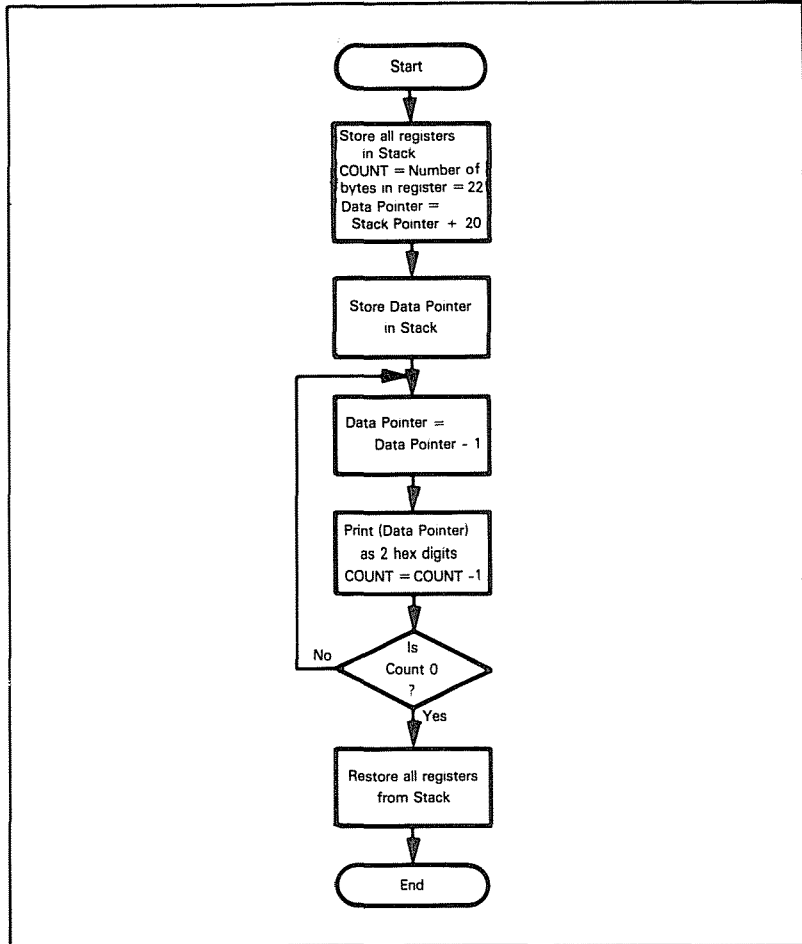 Start
Store all registers
in Stack
COUNT = Number of
bytes in register = 22
Data Pointer =
Stack Pointer + 20
Store Data Pointer
in Stack
Data Pointer =
Data Pointer - 1
Print (Data Pointer)
as 2 hex digits
COUNT = COUNT -1
Is
No
Count 0
?
Yes
Restore all registers
from Stack
End